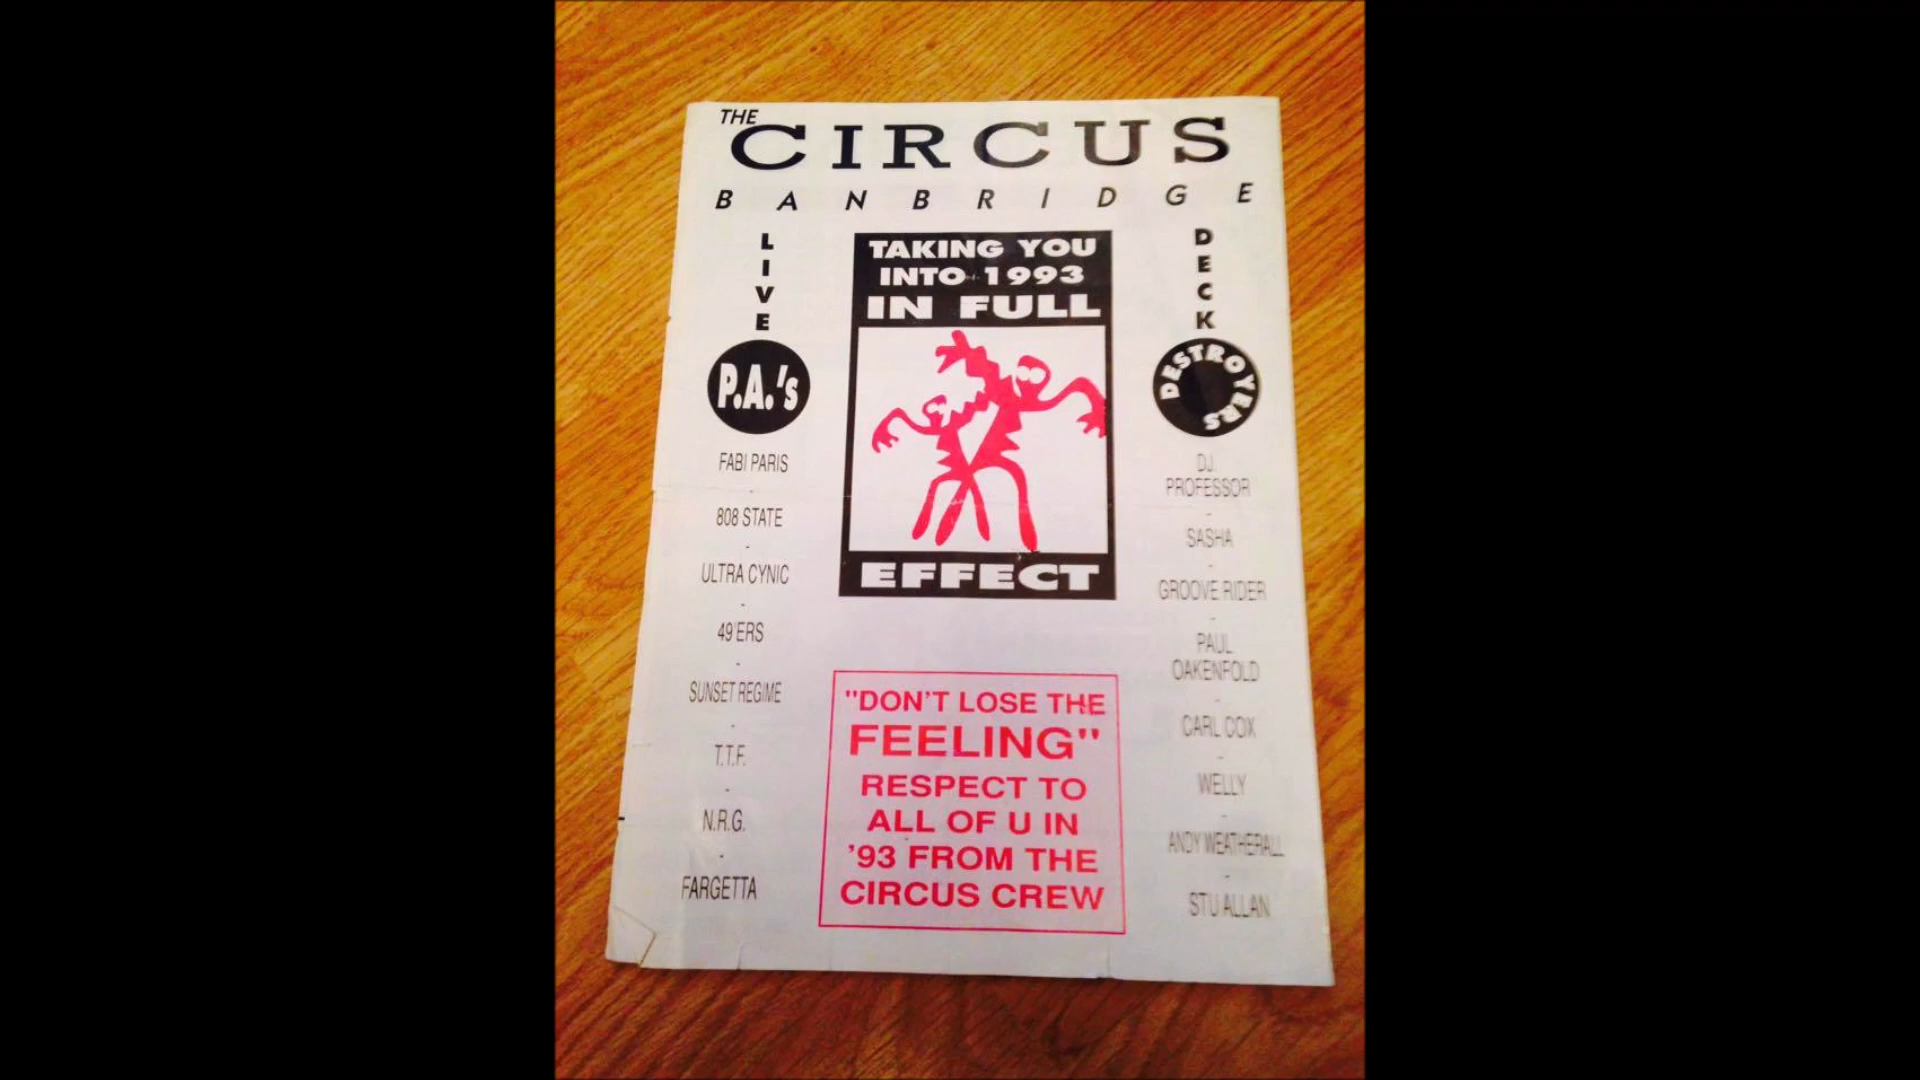 THE
CIRCUS
BANBRIDGE
LIVE
P.A.'s
FABI PARIS
-
808 STATE
-
ULTRA CYNIC
-
49'ERS
-
SUNSET REGIME
-
T.T.F.
-
N.R.G.
-
FARGETTA
TAKING YOU
INTO 1993
IN FULL
EFFECT
"DON'T LOSE THE
FEELING"
RESPECT TO
ALL OF U IN
'93 FROM THE
CIRCUS CREW
DECK
DESTROYERS
DJ.
PROFESSOR
-
SASHA
-
GROOVE RIDER
-
PAUL
OAKENFOLD
-
CARL COX
-
WELLY
-
ANDY WEATHERALL
-
STU ALLAN